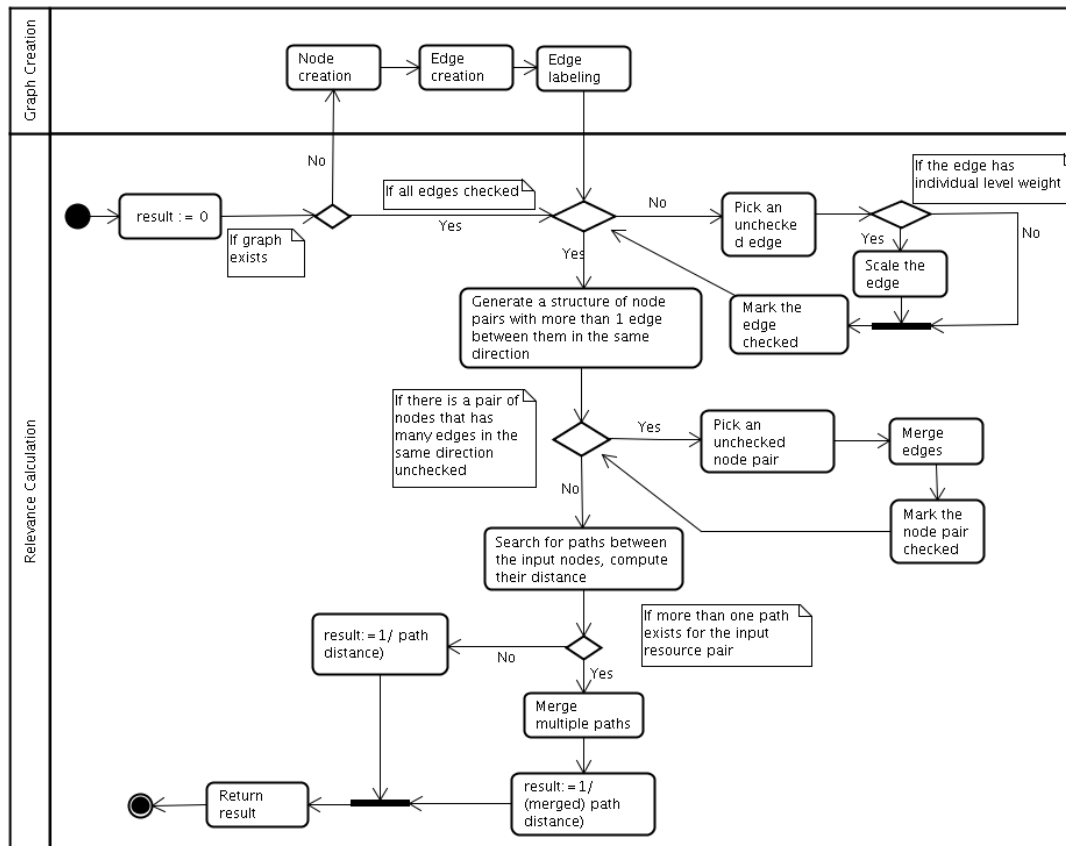 Graph Creation
Node
creation
Edge
creation
Edge
labeling
Relevance Calculation
No
If all edges checked
If the edge has
individual level weight
result := 0
If graph
exists
Yes
No
Pick an
unchecke
d edge
Yes
No
Yes
Scale the
edge
Generate a structure of node
pairs with more than 1 edge
between them in the same
direction
Mark the
edge
checked
If there is a pair of
nodes that has
many edges in the
same direction
unchecked
Yes
Pick an
unchecked
node pair
Merge
edges
No
Mark the
node pair
checked
Search for paths between
the input nodes, compute
their distance
If more than one path
exists for the input
resource pair
result:=1/ path
distance)
No
Yes
Merge
multiple paths
Return
result
result:=1/
(merged) path
distance)